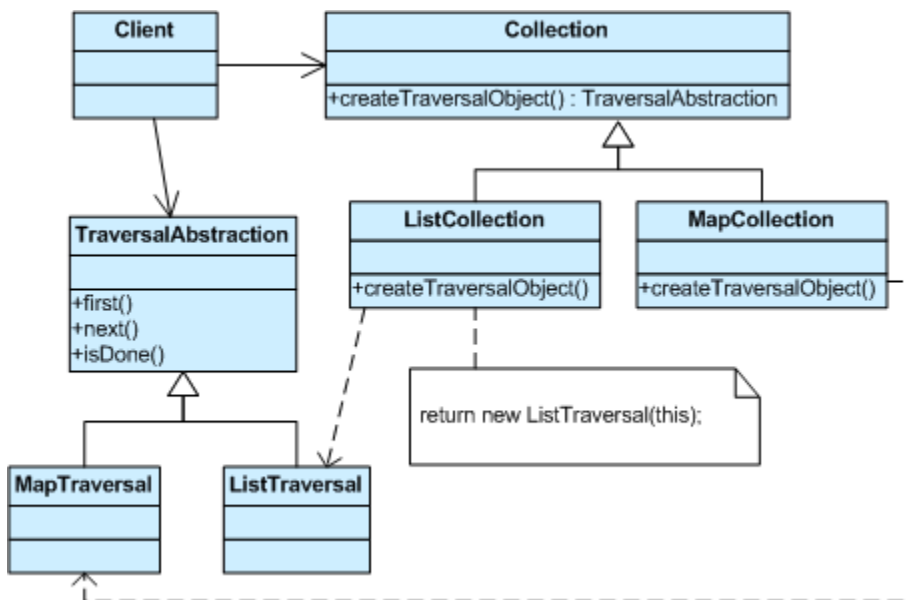 Client
Collection
+createTraversalObject() : TraversalAbstraction
TraversalAbstraction
+first()
+next()
+isDone()
ListCollection
+createTraversalObject()
MapCollection
+createTraversalObject()
return new ListTraversal(this);
MapTraversal
ListTraversal